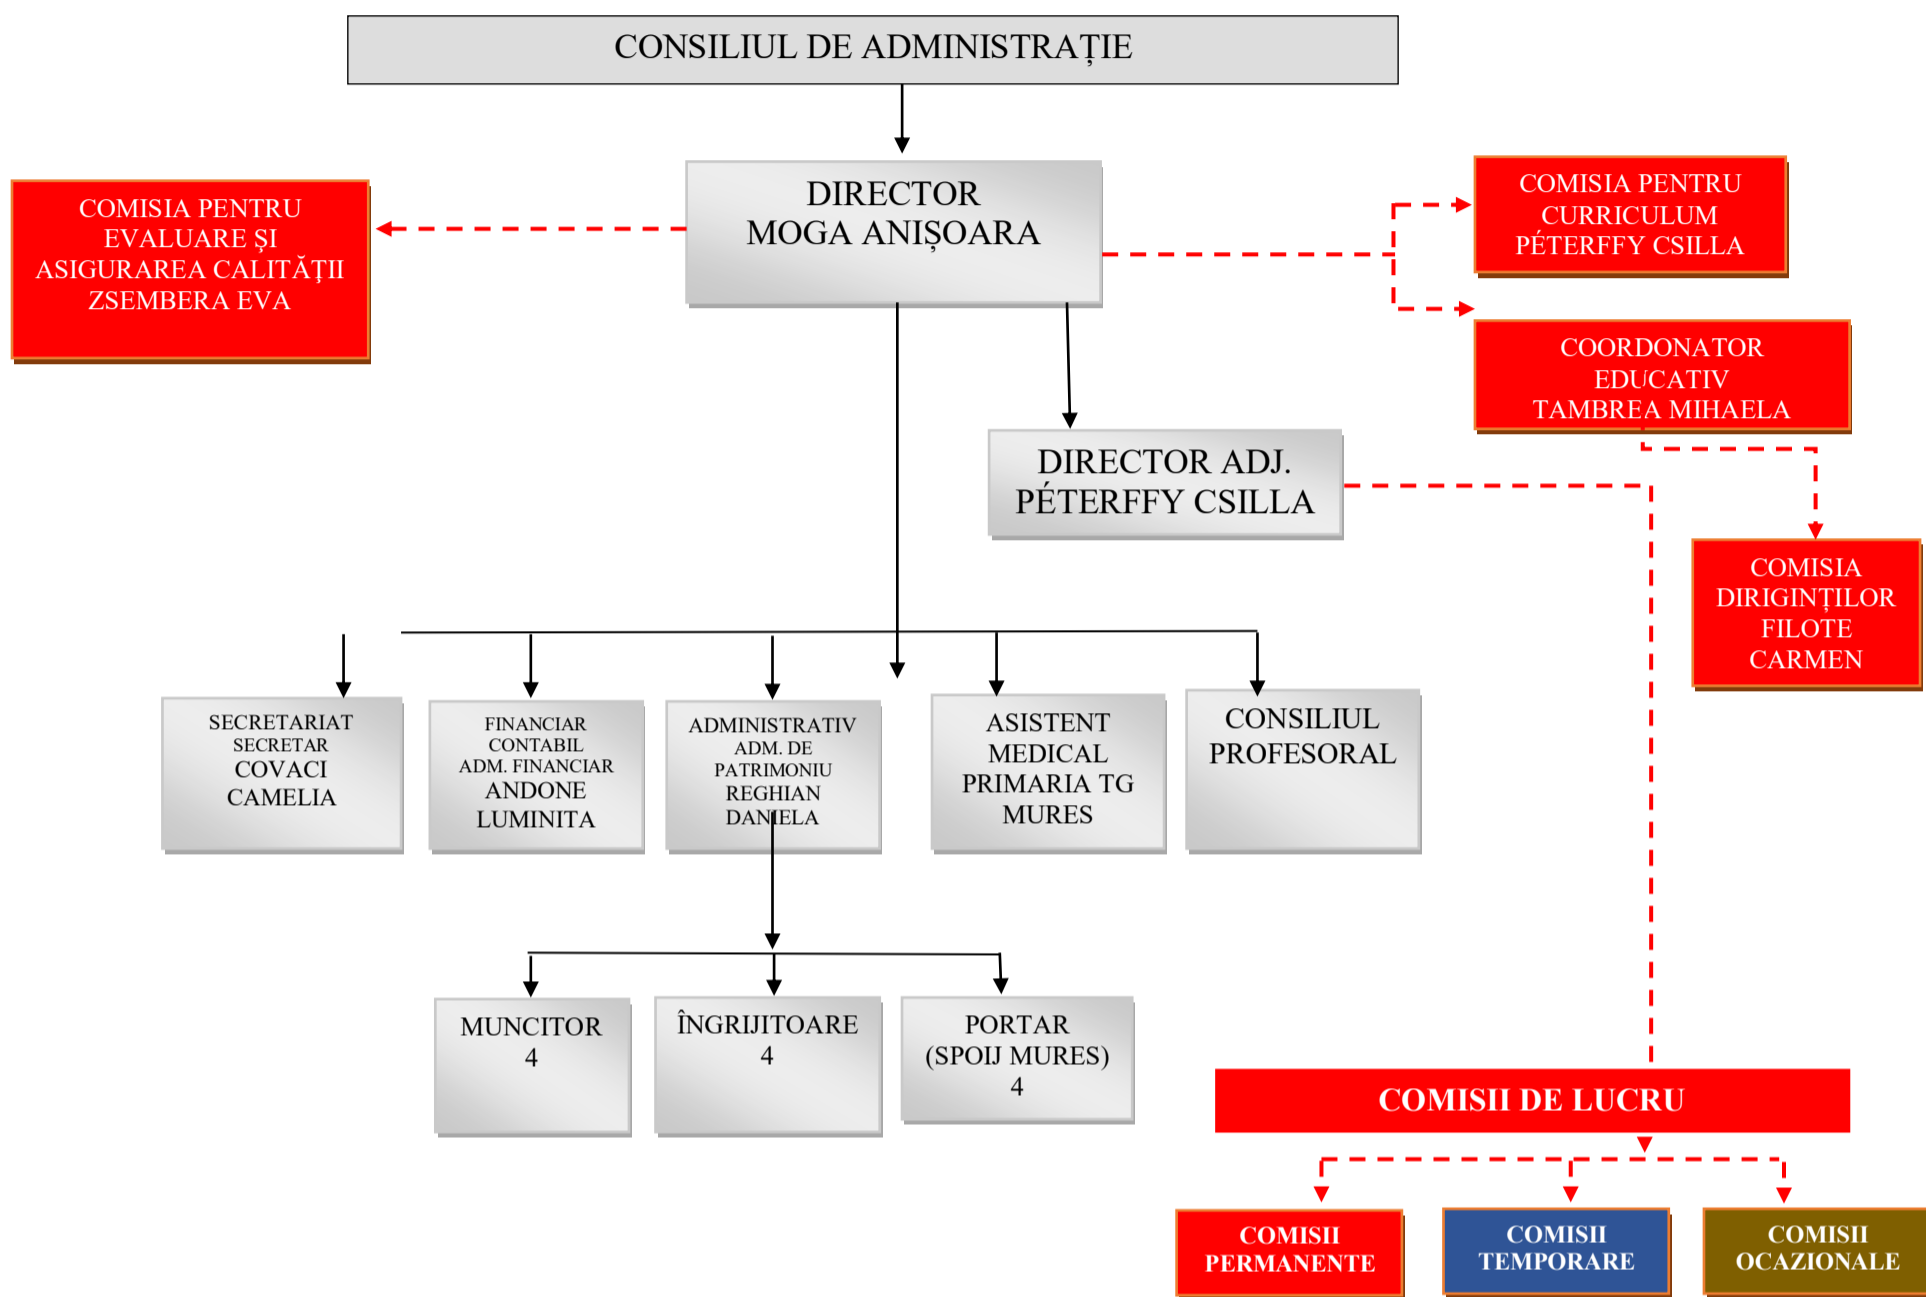 CONSILIUL DE ADMINISTRAȚIE
DIRECTOR
MOGA ANIȘOARA
COMISIA PENTRU
EVALUARE ŞI
ASIGURAREA CALITĂŢII
ZSEMBERA EVA
COMISIA PENTRU
CURRICULUM
PÉTERFFY CSILLA
COORDONATOR
EDUCATIV
TAMBREA MIHAELA
DIRECTOR ADJ.
PÉTERFFY CSILLA
COMISIA
DIRIGINȚILOR
FILOTE
CARMEN
SECRETARIAT
SECRETAR
COVACI
CAMELIA
FINANCIAR
CONTABIL
ADM. FINANCIAR
ANDONE
LUMINITA
ADMINISTRATIV
ADM. DE
PATRIMONIU
REGHIAN
DANIELA
ASISTENT
MEDICAL
PRIMARIA TG
MURES
CONSILIUL
PROFESORAL
MUNCITOR
4
ÎNGRIJITOARE
4
PORTAR
(SPOIJ MURES)
4
COMISII DE LUCRU
COMISII
PERMANENTE
COMISII
TEMPORARE
COMISII
OCAZIONALE